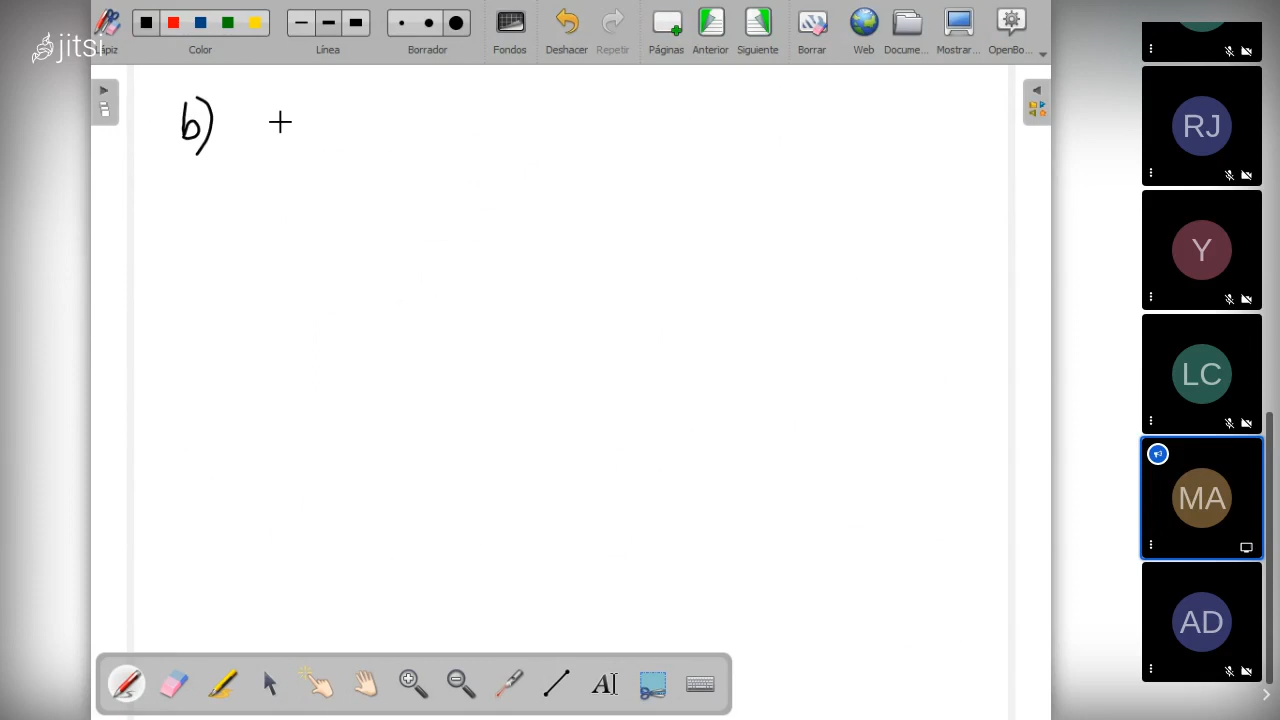 jitsi
Lápiz Color Línea Borrador Fondos Deshacer Repetir Páginas Anterior Siguiente Borrar Web Docume... Mostrar... OpenBo...
b)
RJ
Y
LC
MA
AD
AI